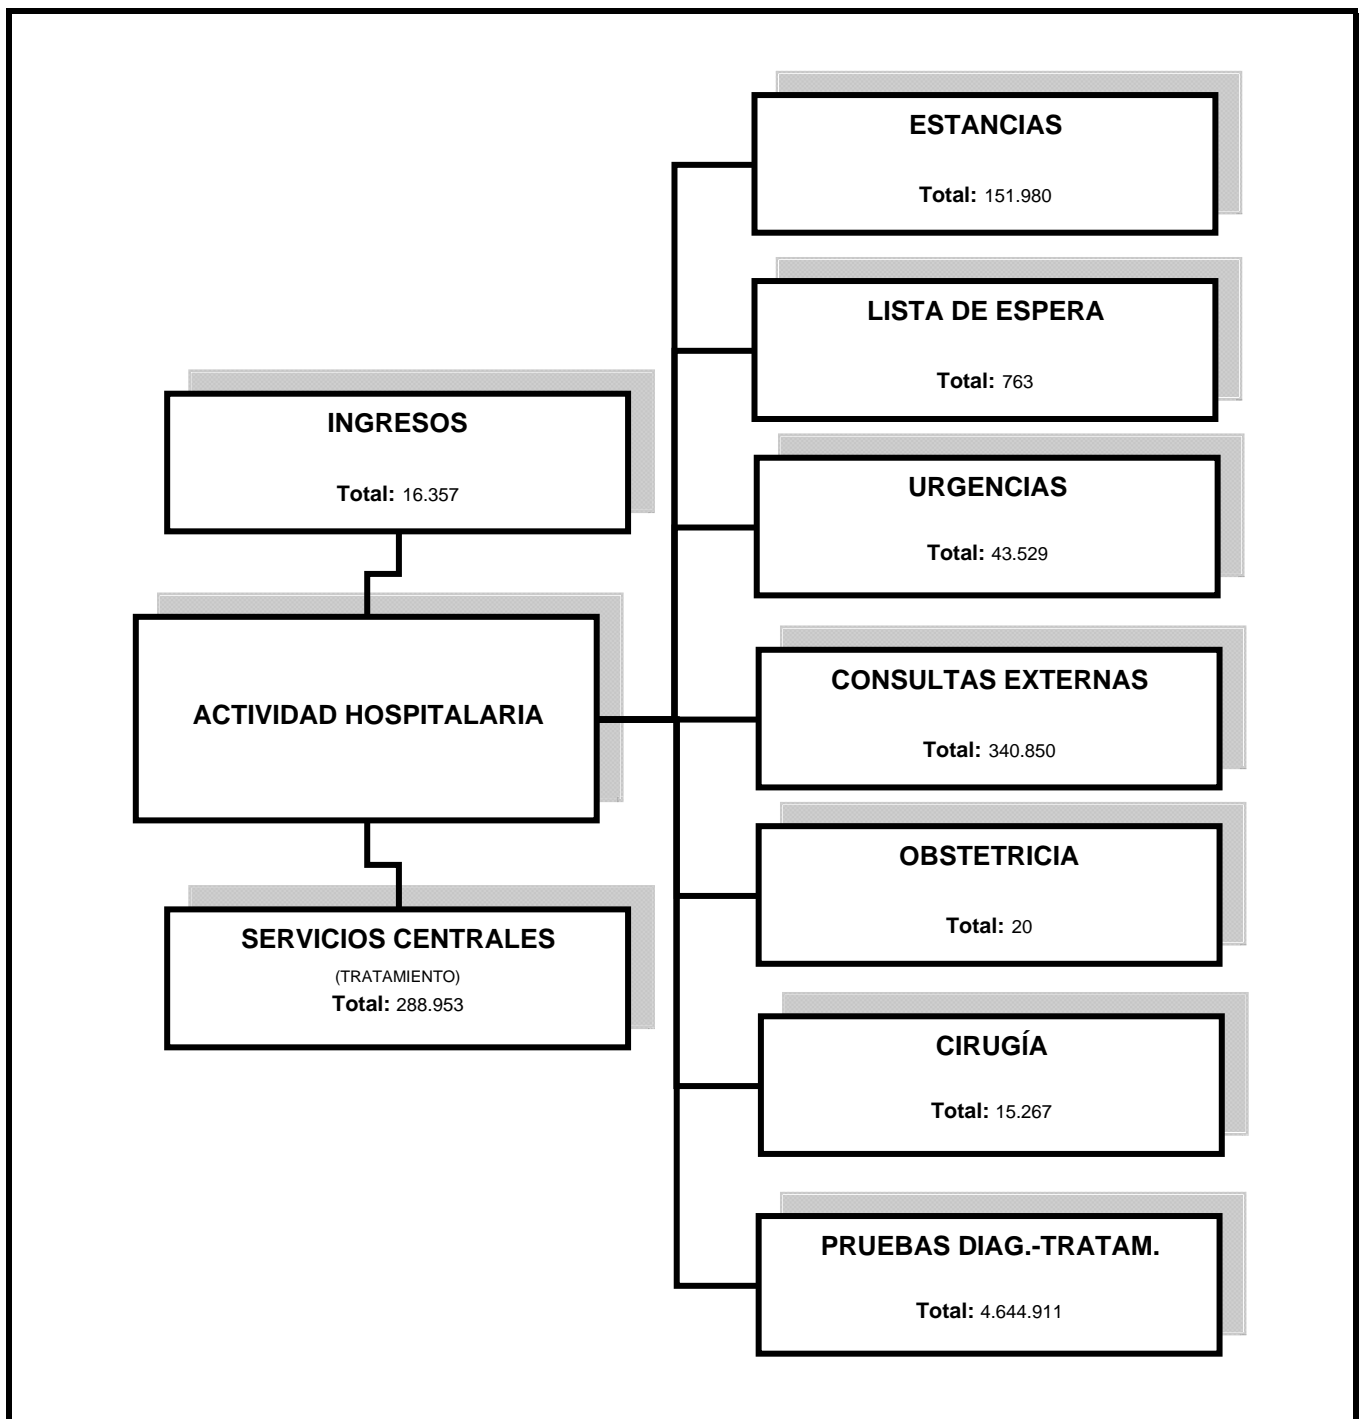 ESTANCIAS
Total: 151.980
LISTA DE ESPERA
Total: 763
INGRESOS
Total: 16.357
URGENCIAS
Total: 43.529
ACTIVIDAD HOSPITALARIA
CONSULTAS EXTERNAS
Total: 340.850
OBSTETRICIA
Total: 20
SERVICIOS CENTRALES
(TRATAMIENTO)
Total: 288.953
CIRUGÍA
Total: 15.267
PRUEBAS DIAG.-TRATAM.
Total: 4.644.911